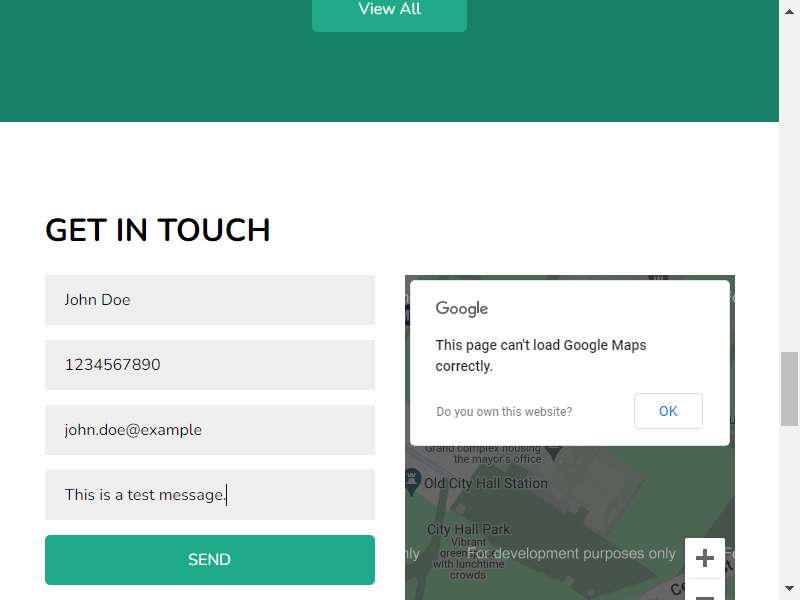 View All
GET IN TOUCH
John Doe
1234567890
john.doe@example
This is a test message.
SEND
Google
This page can't load Google Maps
correctly.
Do you own this website?
OK
Grand complex housing
the mayor's office
Old City Hall Station
City Hall Park
Vibrant
green space
with lunchtime
crowds
only
For development purposes only